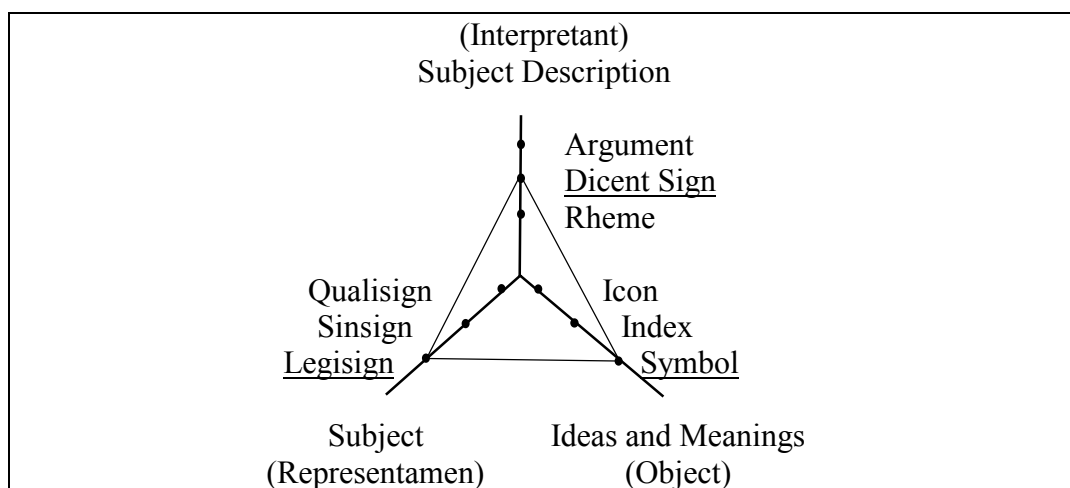 (Interpretant)
Subject Description
Argument
Dicent Sign
Rheme
Qualisign
Sinsign
Legisign
Icon
Index
Symbol
Subject
(Representamen)
Ideas and Meanings
(Object)